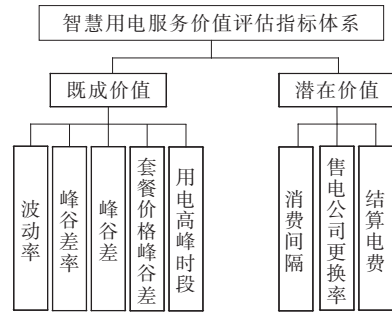 智慧用电服务价值评估指标体系
既成价值
潜在价值
波动率
峰谷差率
峰谷差
套餐价格峰谷差
用电高峰时段
消费间隔
售电公司更换率
结算电费